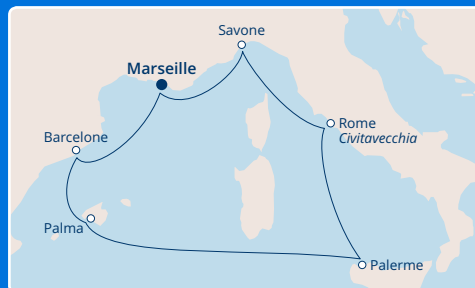 Savone
Marseille
Rome
Civitavecchia
Barcelone
Palma
Palerme